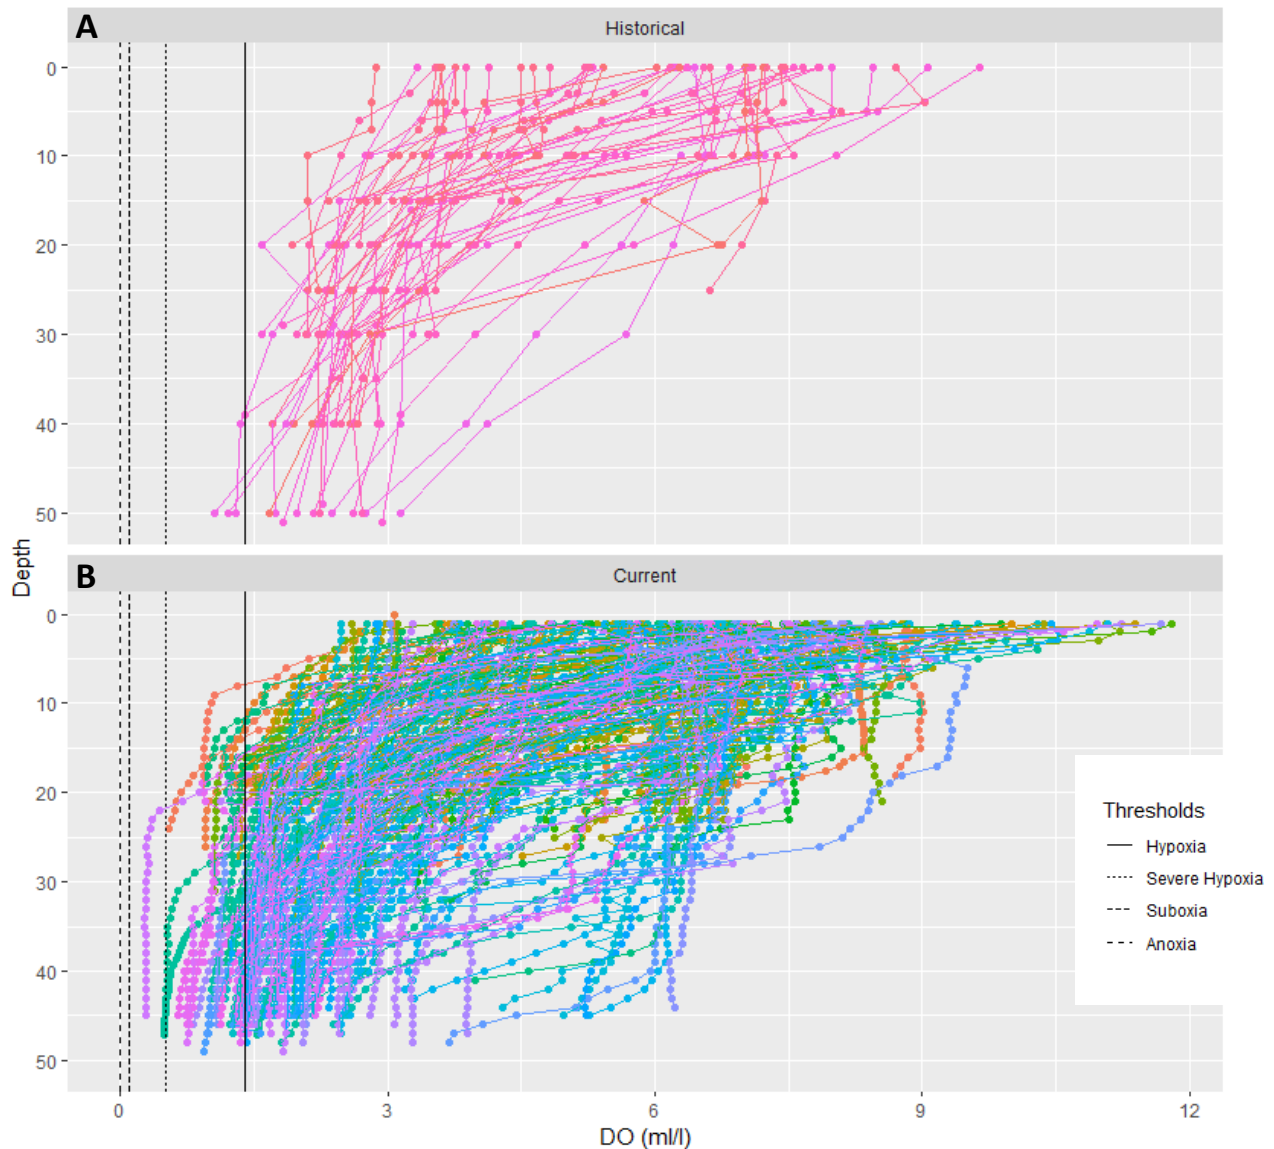 A
Historical
0
10
20
30
40
50
Depth
B
Current
0
10
20
30
40
50
Thresholds
Hypoxia
Severe Hypoxia
Suboxia
Anoxia
0 3 6 9 12
DO (ml/l)